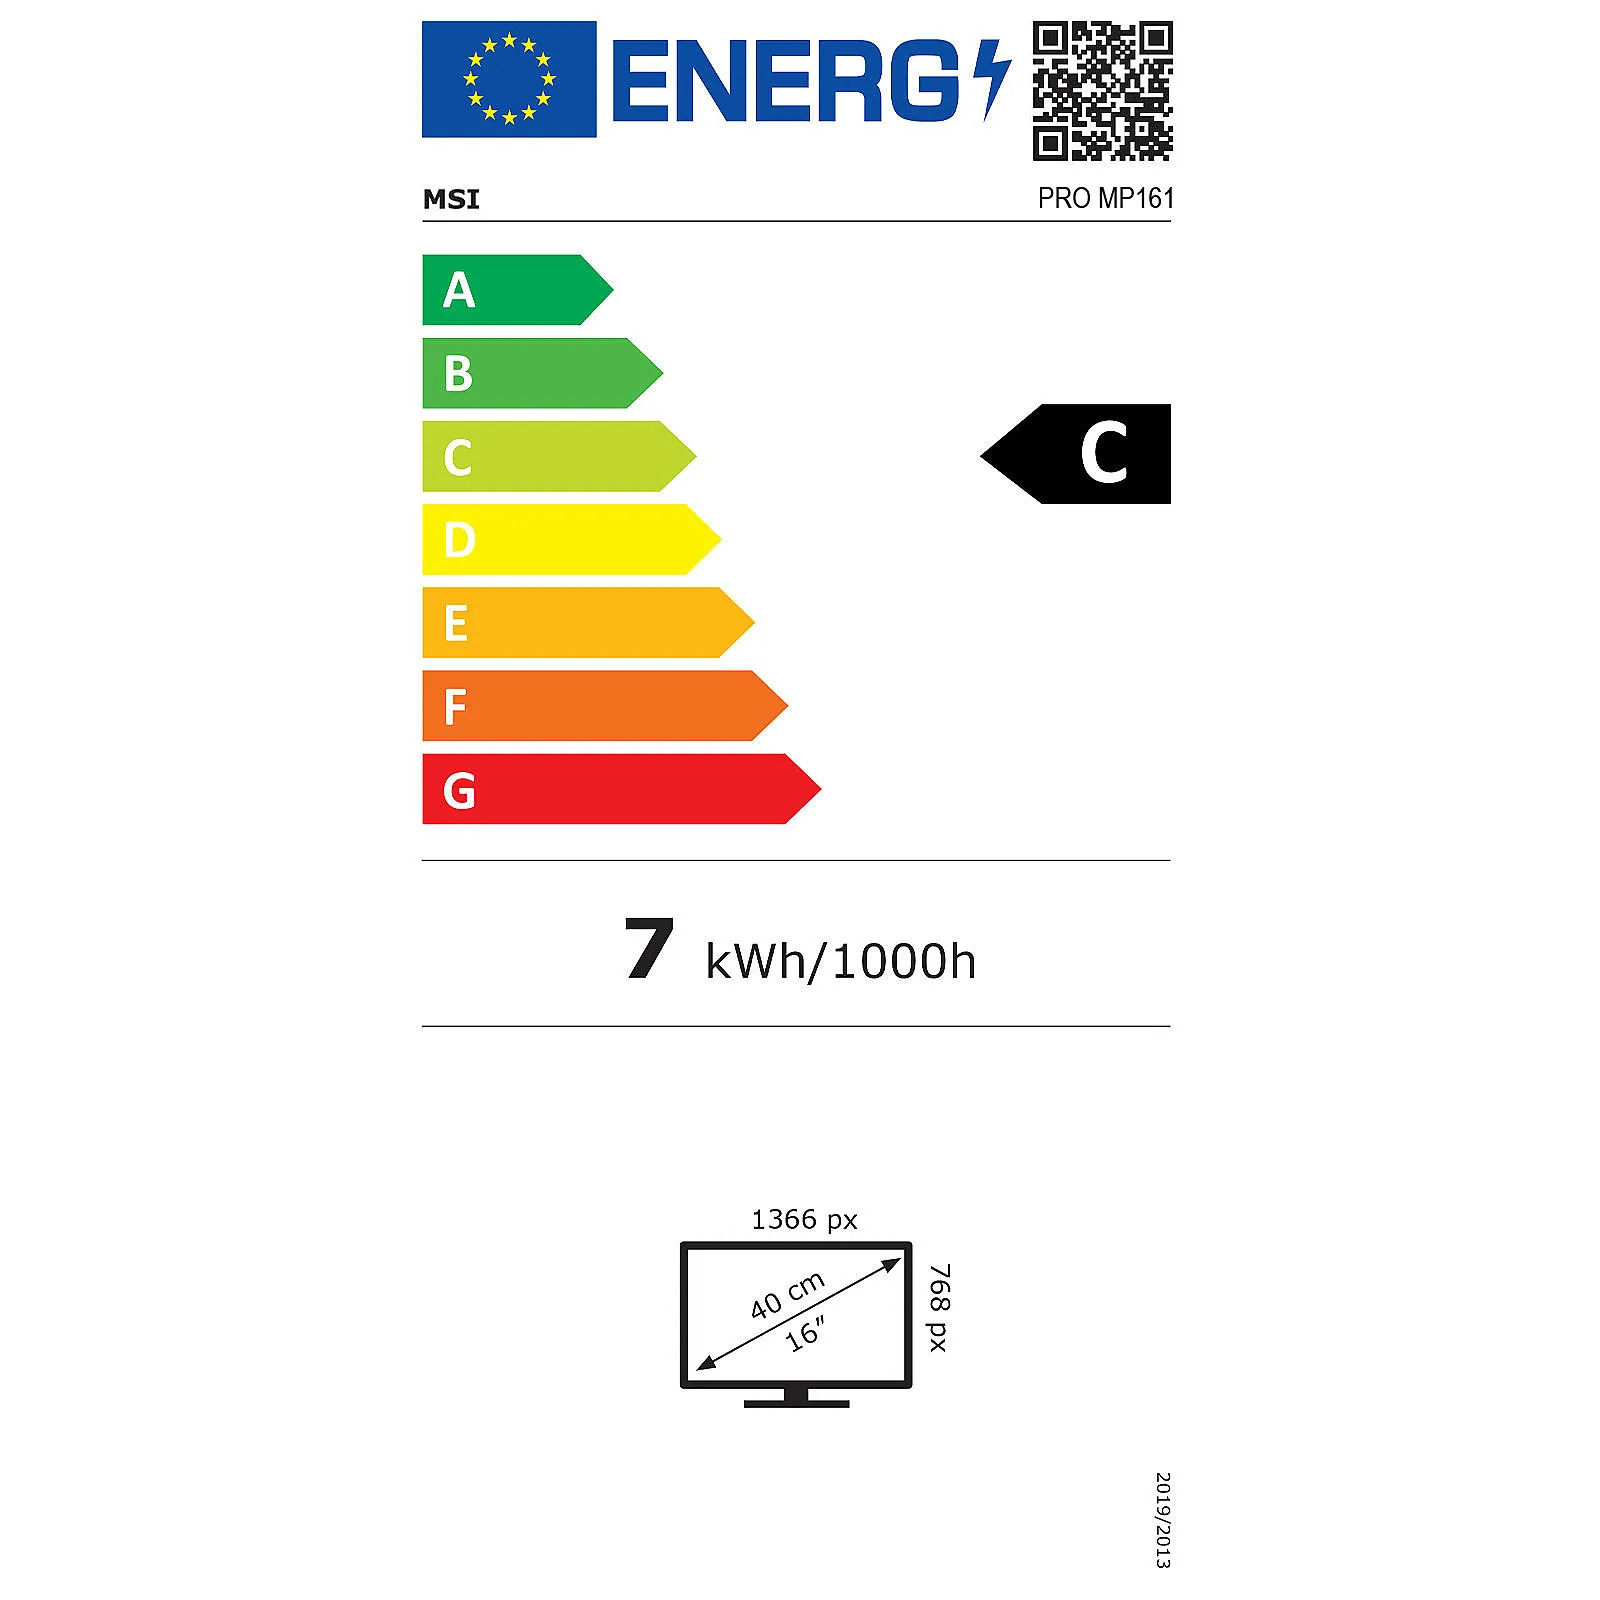 ENERG
MSI
PRO MP161
A
B
C
C
D
E
F
G
7 kWh/1000h
1366 px
768 px
40 cm
16"
2019/2013